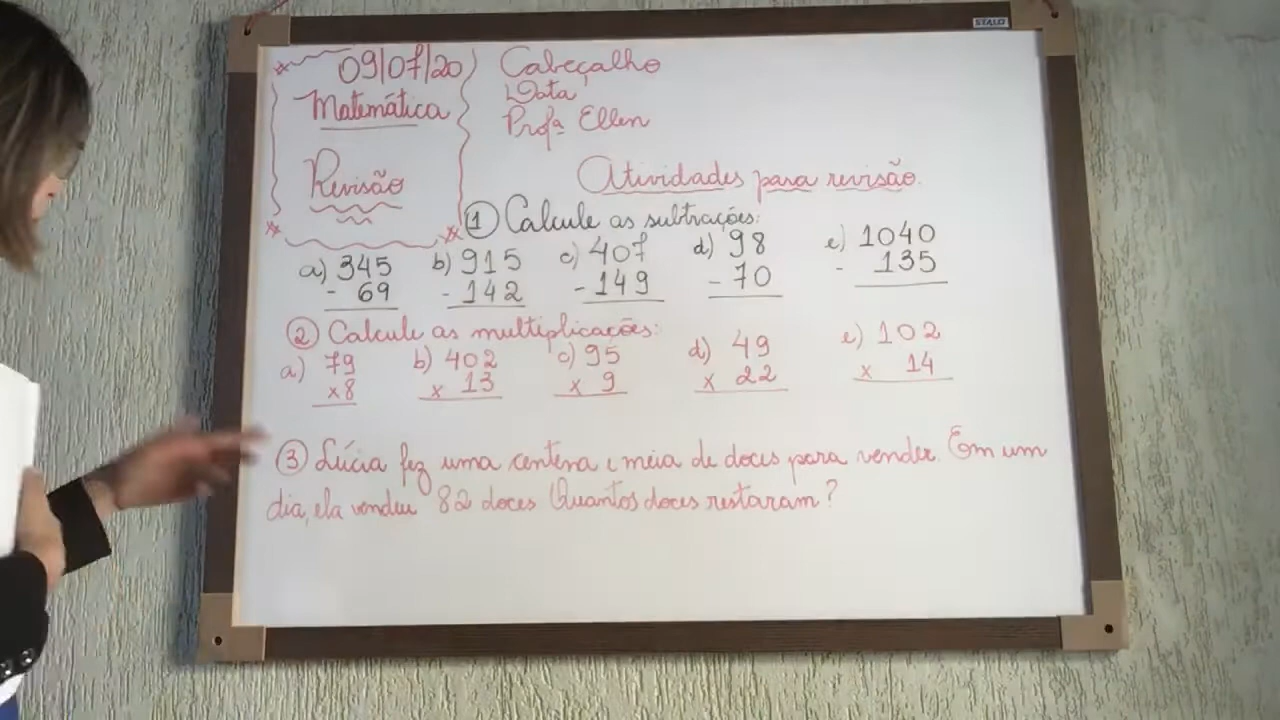 STALO
09/07/20
Matemática
Revisão
Cabeçalho
Data
Profª Ellen
Atividades para revisão.
1 Calcule as subtrações:
a) 345 b) 915 c) 407 d) 98 e) 1040
- 69 - 142 - 149 - 70 - 135
2 Calcule as multiplicações:
a) 79 b) 402 c) 95 d) 49 e) 102
x8 x 13 x 9 x 22 x 14
3 Lúcia fez uma centena e meia de doces para vender. Em um
dia, ela vendeu 82 doces Quantos doces restaram?